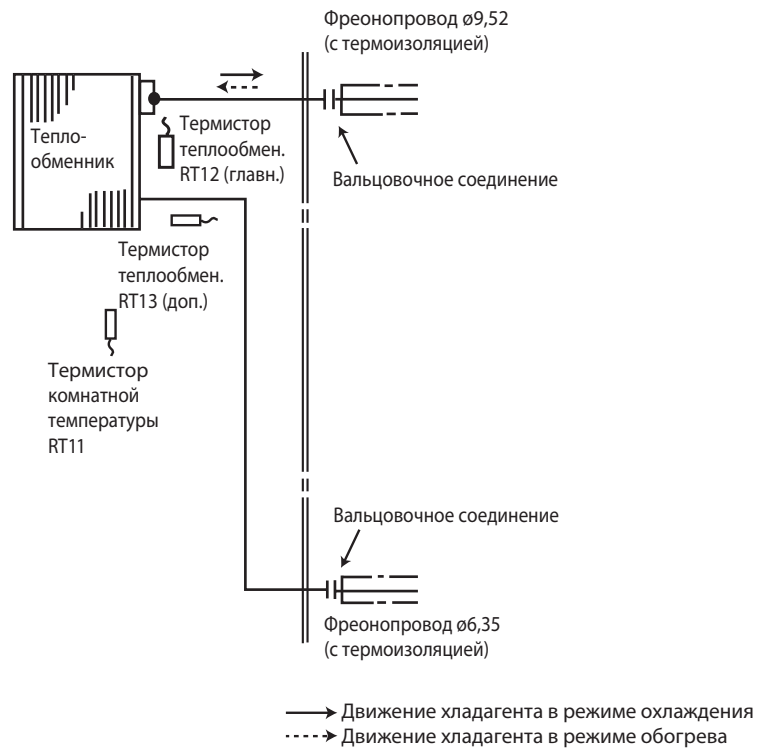 Фреонопровод ø9,52
(с термоизоляцией)
Тепло-
обменник
Термистор
теплообмен.
RT12 (главн.)
Вальцовочное соединение
Термистор
теплообмен.
RT13 (доп.)
Термистор
комнатной
температуры
RT11
Вальцовочное соединение
Фреонопровод ø6,35
(с термоизоляцией)
Движение хладагента в режиме охлаждения
Движение хладагента в режиме обогрева